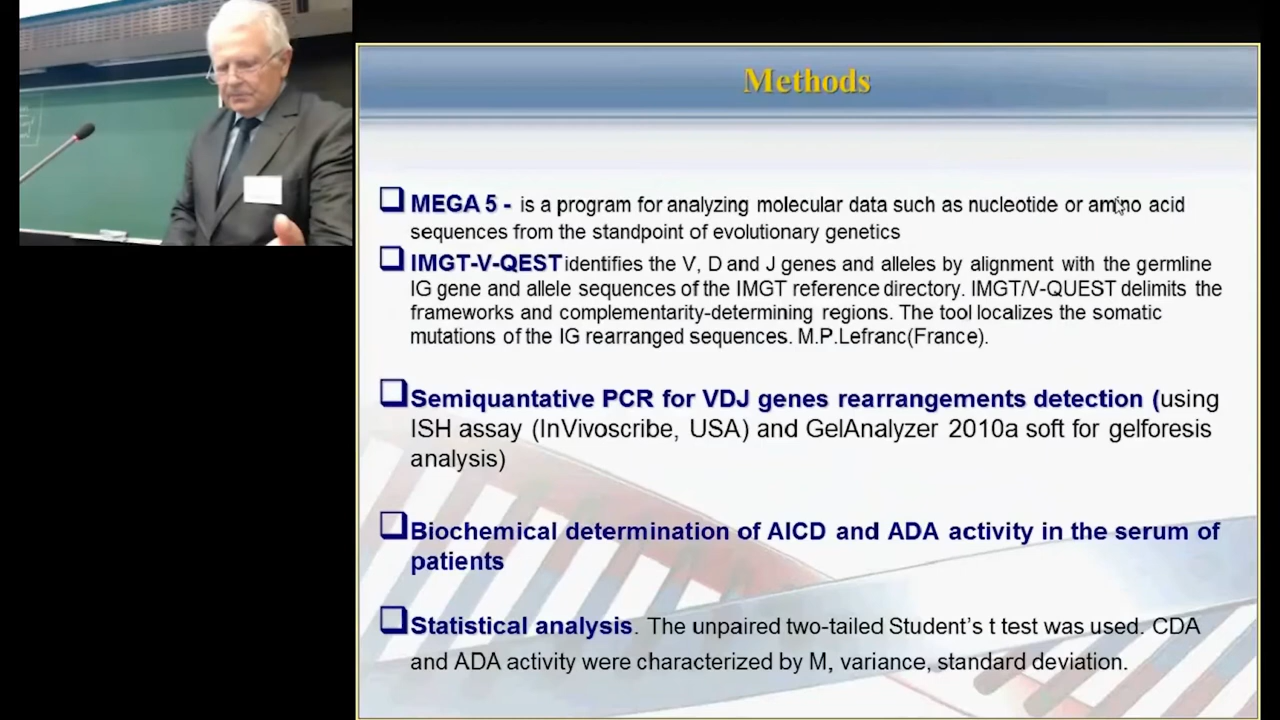 Methods
MEGA 5 - is a program for analyzing molecular data such as nucleotide or amino acid
sequences from the standpoint of evolutionary genetics
IMGT-V-QEST identifies the V, D and J genes and alleles by alignment with the germline
IG gene and allele sequences of the IMGT reference directory. IMGT/V-QUEST delimits the
frameworks and complementarity-determining regions. The tool localizes the somatic
mutations of the IG rearranged sequences. M.P.Lefranc(France).
Semiquantative PCR for VDJ genes rearrangements detection (using
ISH assay (InVivoscribe, USA) and GelAnalyzer 2010a soft for gelforesis
analysis)
Biochemical determination of AICD and ADA activity in the serum of
patients
Statistical analysis. The unpaired two-tailed Student's t test was used. CDA
and ADA activity were characterized by M, variance, standard deviation.